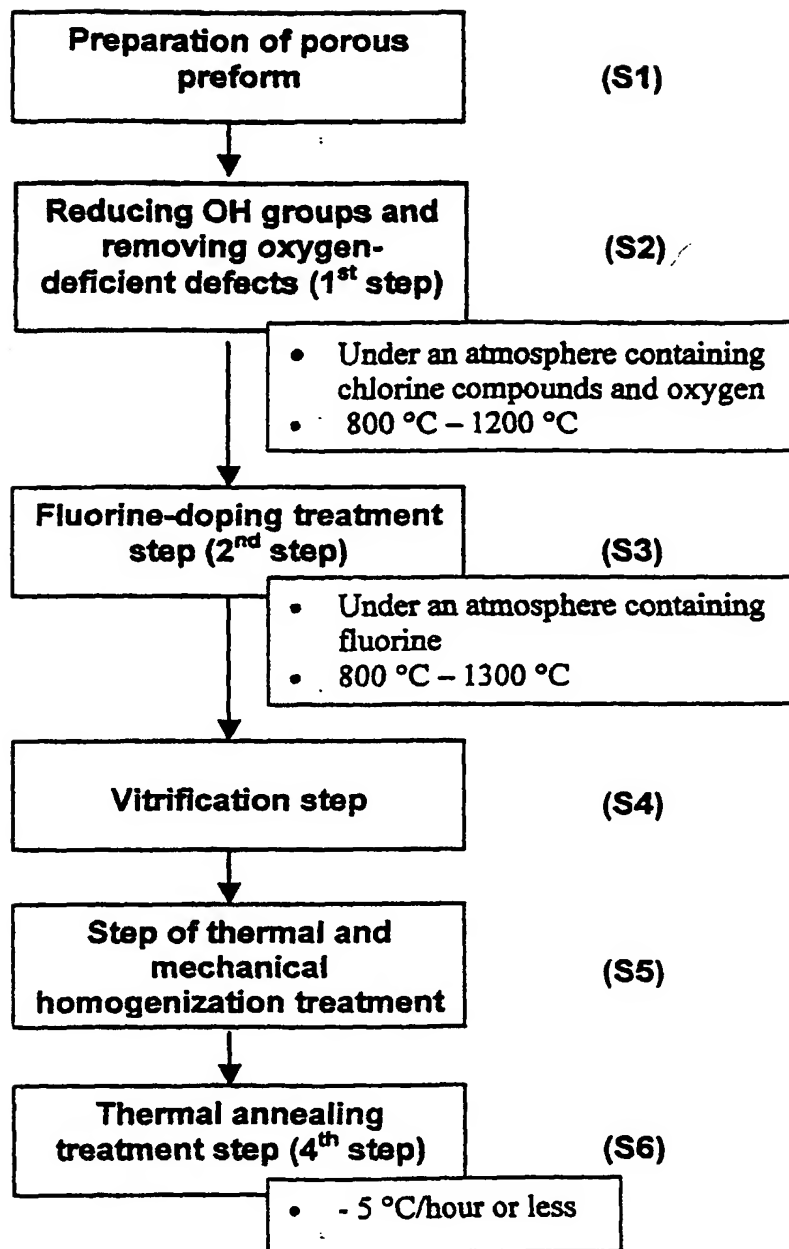 Preparation of porous
preform
(S1)
Reducing OH groups and
removing oxygen-
deficient defects (1st step)
(S2)
• Under an atmosphere containing
chlorine compounds and oxygen
• 800 °C – 1200 °C
Fluorine-doping treatment
step (2nd step)
(S3)
• Under an atmosphere containing
fluorine
• 800 °C – 1300 °C
Vitrification step
(S4)
Step of thermal and
mechanical
homogenization treatment
(S5)
Thermal annealing
treatment step (4th step)
(S6)
• - 5 °C/hour or less